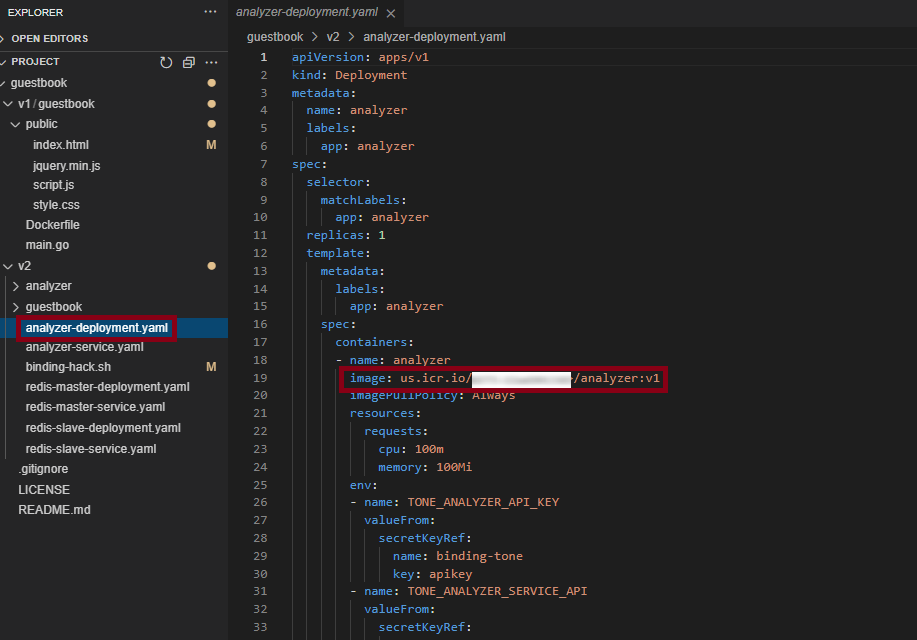 EXPLORER
OPEN EDITORS
PROJECT
guestbook
v1 / guestbook
public
index.html M
jquery.min.js
script.js
style.css
Dockerfile
main.go
v2
analyzer
guestbook
analyzer-deployment.yaml
analyzer-service.yaml
binding-hack.sh M
redis-master-deployment.yaml
redis-master-service.yaml
redis-slave-deployment.yaml
redis-slave-service.yaml
.gitignore
LICENSE
README.md
analyzer-deployment.yaml ×
guestbook > v2 > analyzer-deployment.yaml
1 apiVersion: apps/v1
2 kind: Deployment
3 metadata:
4 name: analyzer
5 labels:
6 app: analyzer
7 spec:
8 selector:
9 matchLabels:
10 app: analyzer
11 replicas: 1
12 template:
13 metadata:
14 labels:
15 app: analyzer
16 spec:
17 containers:
18 - name: analyzer
19 image: us.icr.io/ /analyzer:v1
20 imagePullPolicy: Always
21 resources:
22 requests:
23 cpu: 100m
24 memory: 100Mi
25 env:
26 - name: TONE_ANALYZER_API_KEY
27 valueFrom:
28 secretKeyRef:
29 name: binding-tone
30 key: apikey
31 - name: TONE_ANALYZER_SERVICE_API
32 valueFrom:
33 secretKeyRef: